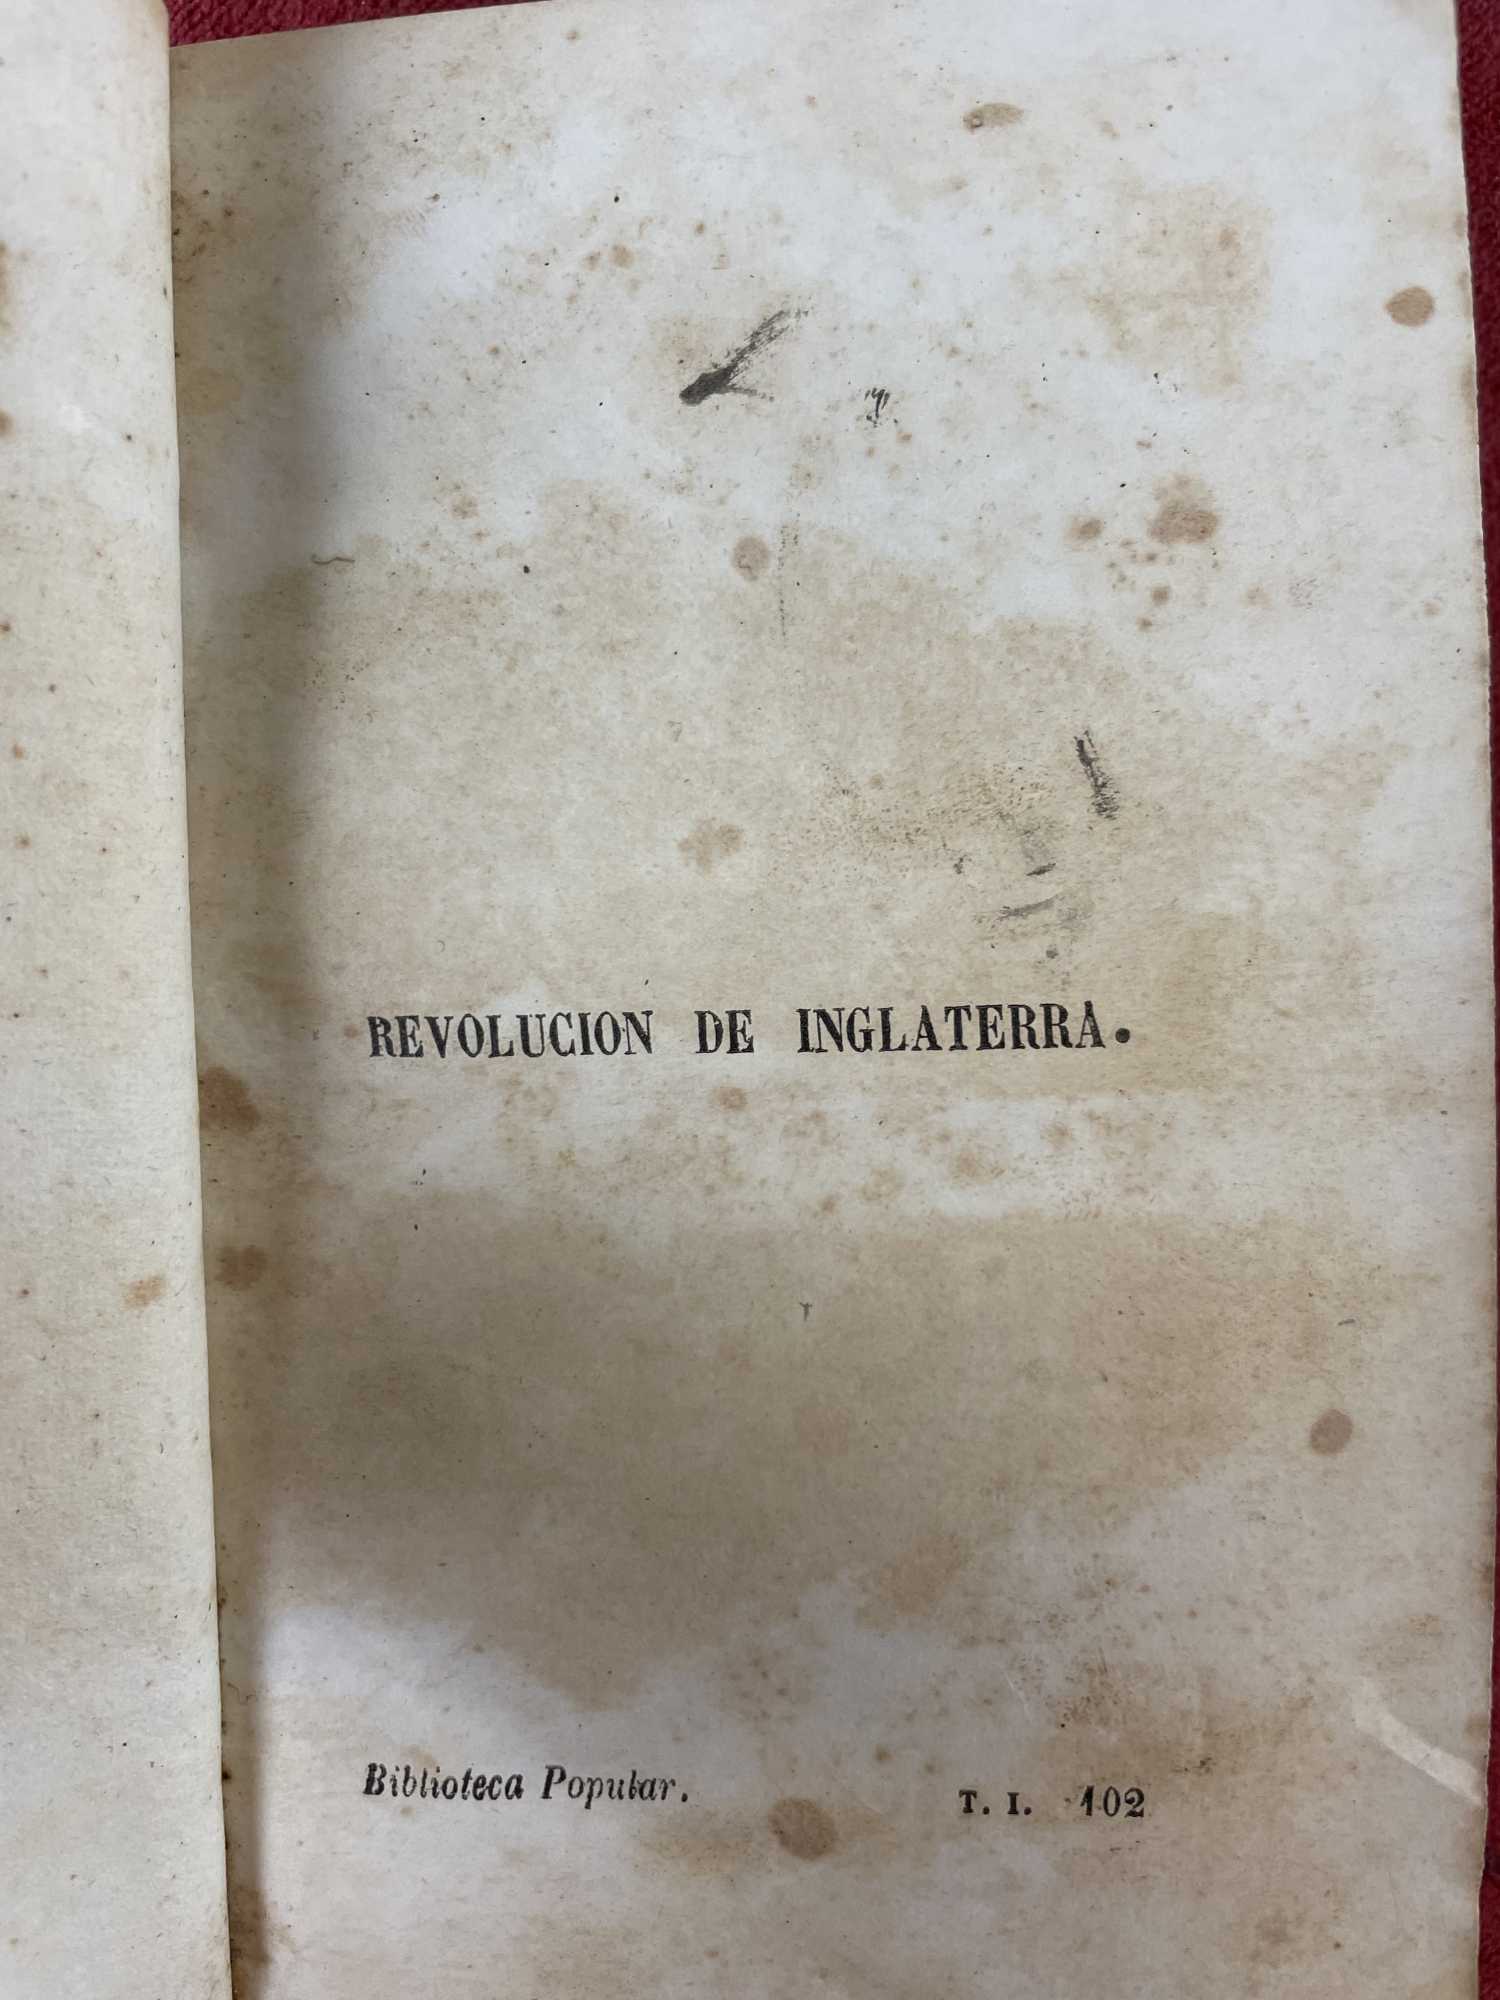 REVOLUCION DE INGLATERRA.
Biblioteca Popular. T. I. 102